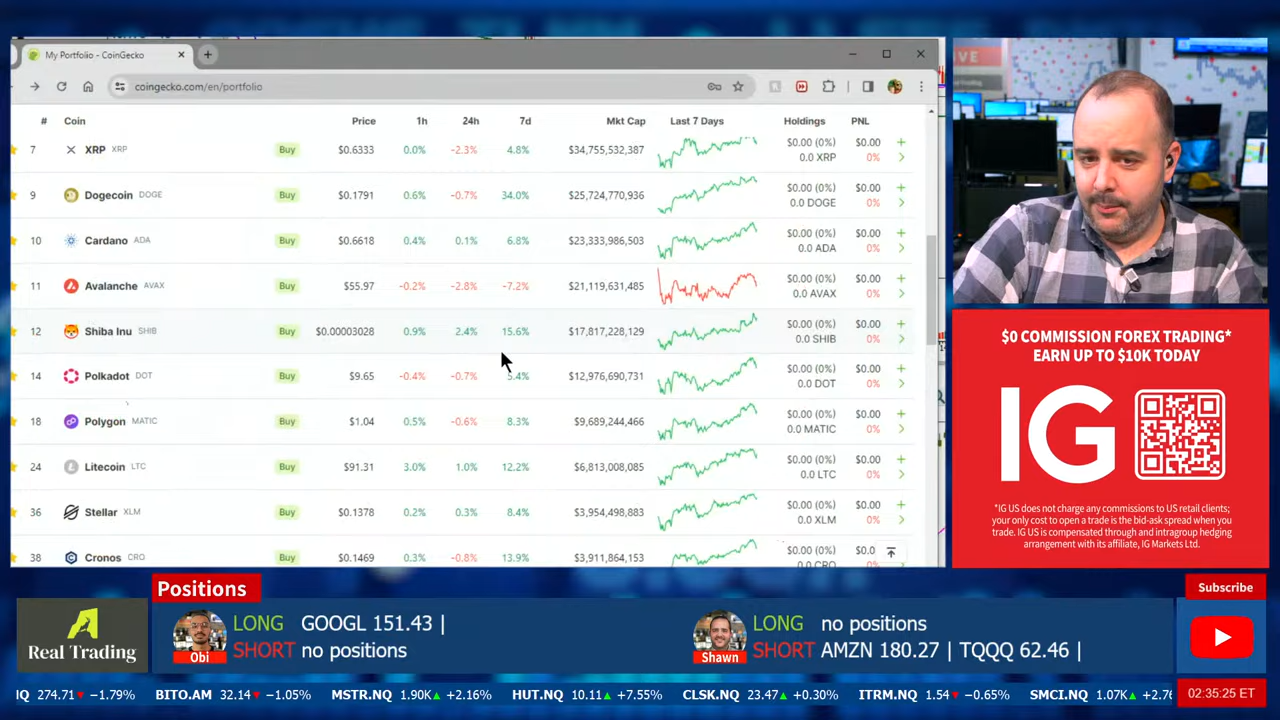 My Portfolio - CoinGecko
coingecko.com/en/portfolio
# Coin Price 1h 24h 7d Mkt Cap Last 7 Days Holdings PNL
7 XRP XRP Buy $0.6333 0.0% -2.3% 4.8% $34,755,532,387 $0.00 (0%) $0.00
0.0 XRP 0%
9 Dogecoin DOGE Buy $0.1791 0.6% -0.7% 34.0% $25,724,770,936 $0.00 (0%) $0.00
0.0 DOGE 0%
10 Cardano ADA Buy $0.6618 0.4% 0.1% 6.8% $23,333,986,503 $0.00 (0%) $0.00
0.0 ADA 0%
11 Avalanche AVAX Buy $55.97 -0.2% -2.8% -7.2% $21,119,631,485 $0.00 (0%) $0.00
0.0 AVAX 0%
12 Shiba Inu SHIB Buy $0.00003028 0.9% 2.4% 15.6% $17,817,228,129 $0.00 (0%) $0.00
0.0 SHIB 0%
14 Polkadot DOT Buy $9.65 -0.4% -0.7% 5.4% $12,976,690,731 $0.00 (0%) $0.00
0.0 DOT 0%
18 Polygon MATIC Buy $1.04 0.5% -0.6% 8.3% $9,689,244,466 $0.00 (0%) $0.00
0.0 MATIC 0%
24 Litecoin LTC Buy $91.31 3.0% 1.0% 12.2% $6,813,008,085 $0.00 (0%) $0.00
0.0 LTC 0%
36 Stellar XLM Buy $0.1378 0.2% 0.3% 8.4% $3,954,498,883 $0.00 (0%) $0.00
0.0 XLM 0%
38 Cronos CRO Buy $0.1469 0.3% -0.8% 13.9% $3,911,864,153 $0.00 (0%) $0.0
0.0 CRO
$0 COMMISSION FOREX TRADING*
EARN UP TO $10K TODAY
IG
*IG US does not charge any commissions to US retail clients;
your only cost to open a trade is the bid-ask spread when you
trade. IG US is compensated through and intragroup hedging
arrangement with its affiliate, IG Markets Ltd.
Positions
Subscribe
Real Trading
Obi
LONG GOOGL 151.43 |
SHORT no positions
Shawn
LONG no positions
SHORT AMZN 180.27 | TQQQ 62.46 |
IQ 274.71 −1.79% BITO.AM 32.14 −1.05% MSTR.NQ 1.90K +2.16% HUT.NQ 10.11 +7.55% CLSK.NQ 23.47 +0.30% ITRM.NQ 1.54 −0.65% SMCI.NQ 1.07K +2.76
02:35:25 ET